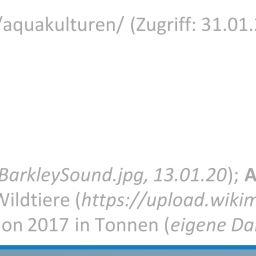 /aquakulturen/ (Zugriff: 31.01.
BarkleySound.jpg, 13.01.20);
Wildtiere (https://upload.wikim
on 2017 in Tonnen (eigene Da